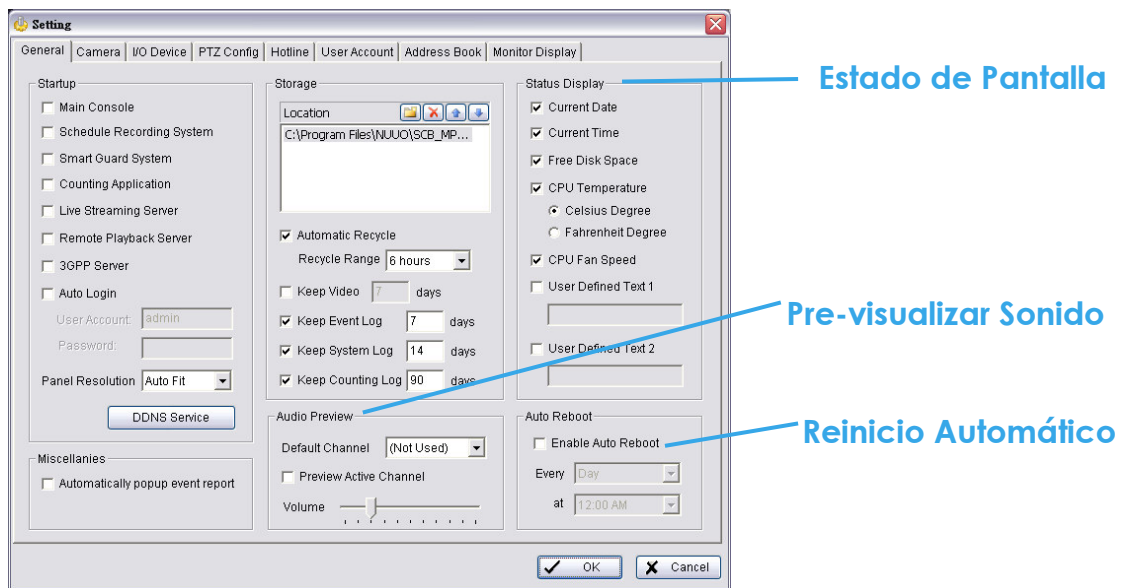 Setting
General Camera I/O Device PTZ Config Hotline User Account Address Book Monitor Display
Startup
Main Console
Schedule Recording System
Smart Guard System
Counting Application
Live Streaming Server
Remote Playback Server
3GPP Server
Auto Login
User Account: admin
Password:
Panel Resolution Auto Fit
DDNS Service
Miscellanies
Automatically popup event report
Storage
Location
C:\Program Files\NUUO\SCB_MP...
Automatic Recycle
Recycle Range 6 hours
Keep Video 7 days
Keep Event Log 7 days
Keep System Log 14 days
Keep Counting Log 90 days
Audio Preview
Default Channel (Not Used)
Preview Active Channel
Volume
Status Display
Current Date
Current Time
Free Disk Space
CPU Temperature
Celsius Degree
Fahrenheit Degree
CPU Fan Speed
User Defined Text 1
User Defined Text 2
Auto Reboot
Enable Auto Reboot
Every Day
at 12:00 AM
OK Cancel
Estado de Pantalla
Pre-visualizar Sonido
Reinicio Automático